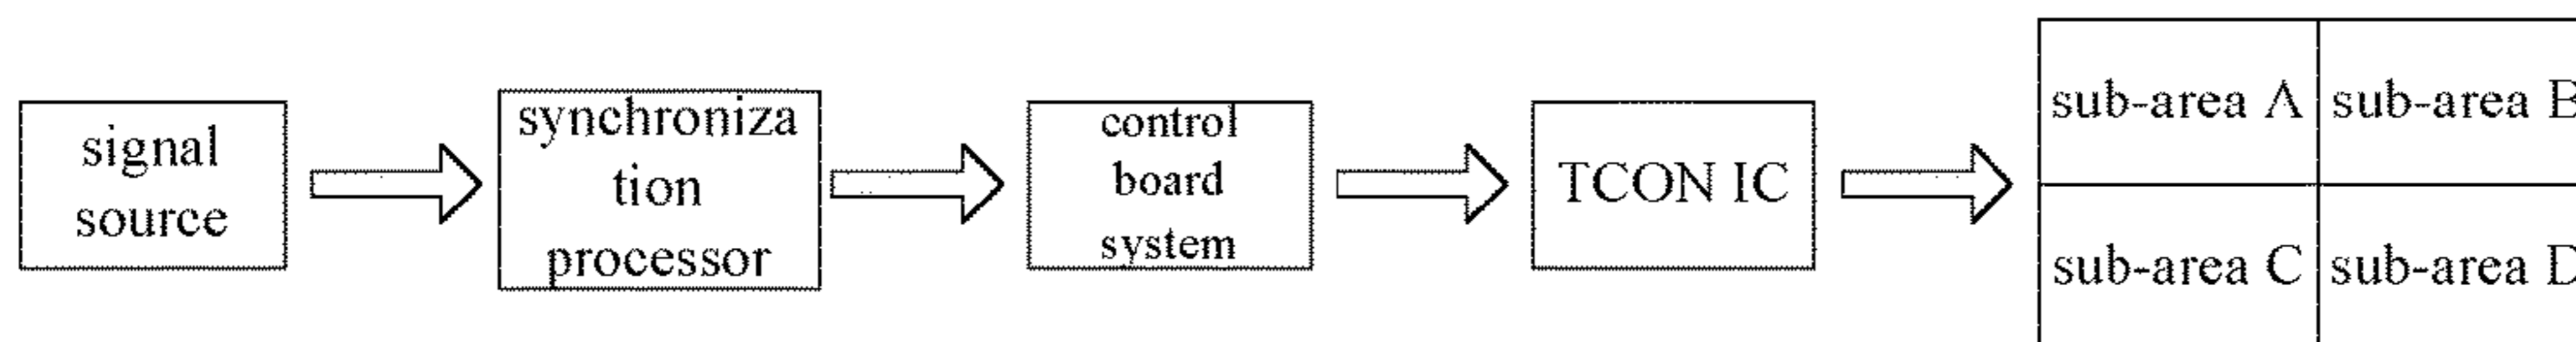 signal
source
synchroniza
tion
processor
control
board
system
TCON IC
sub-area A
sub-area B
sub-area C
sub-area D